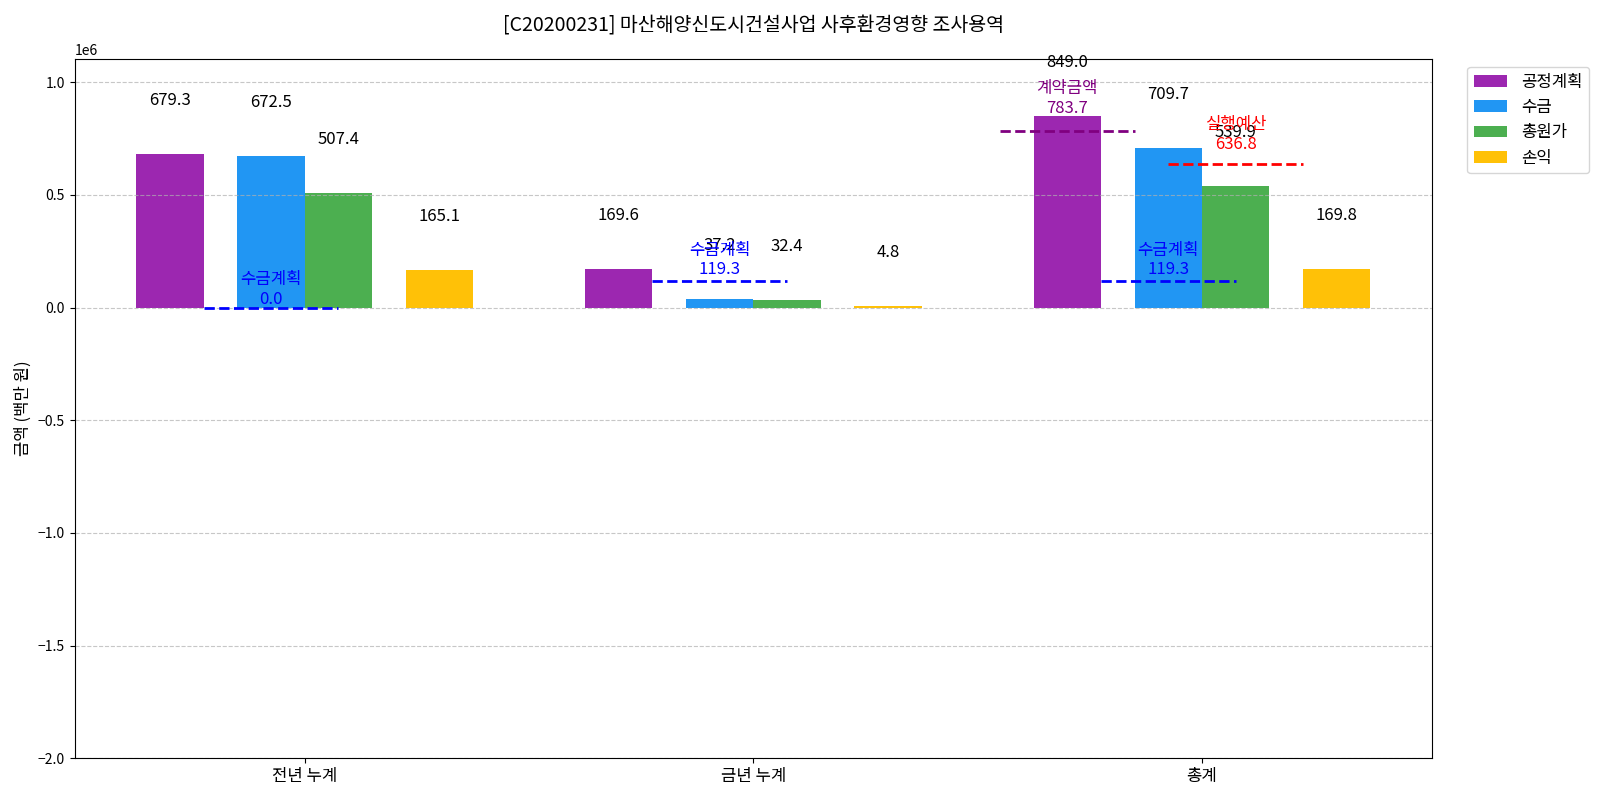 [C20200231] 마산해양신도시건설사업 사후환경영향 조사용역
1e6
금액 (백만 원)
1.0
0.5
0.0
−0.5
−1.0
−1.5
−2.0
679.3
672.5
507.4
165.1
수금계획
0.0
169.6
37.2
32.4
4.8
수금계획
119.3
849.0
계약금액
783.7
709.7
539.9
실행예산
636.8
169.8
수금계획
119.3
전년 누계
금년 누계
총계
공정계획
수금
총원가
손익